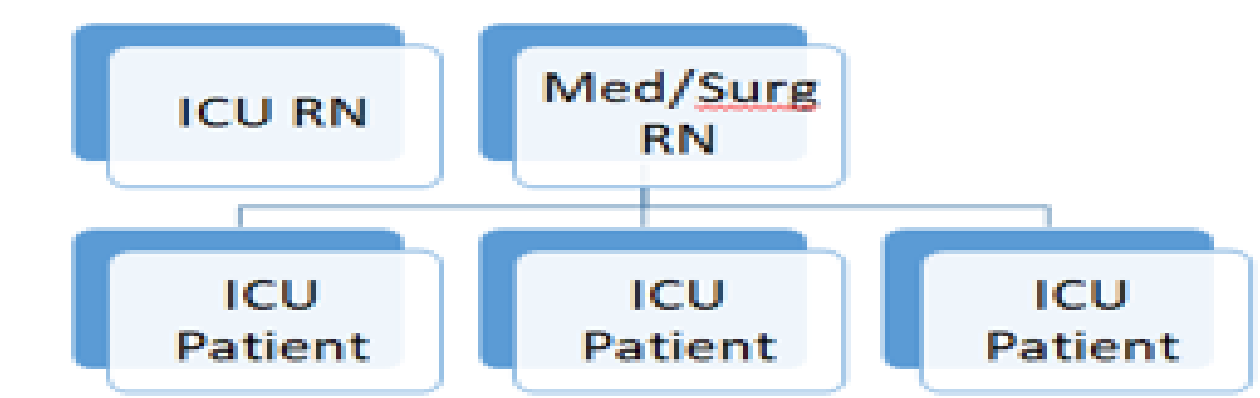 ICU RN
Med/Surg
RN
ICU
Patient
ICU
Patient
ICU
Patient